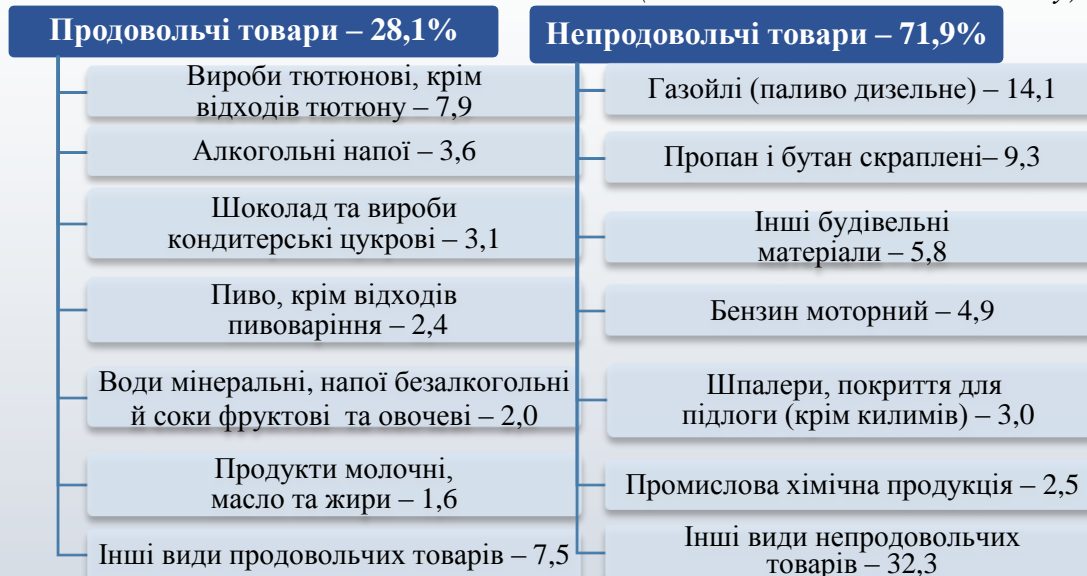 Продовольчі товари – 28,1%
Вироби тютюнові, крім
відходів тютюну – 7,9
Алкогольні напої – 3,6
Шоколад та вироби
кондитерські цукрові – 3,1
Пиво, крім відходів
пивоваріння – 2,4
Води мінеральні, напої безалкогольні
й соки фруктові та овочеві – 2,0
Продукти молочні,
масло та жири – 1,6
Інші види продовольчих товарів – 7,5
Непродовольчі товари – 71,9%
Газойлі (паливо дизельне) – 14,1
Пропан і бутан скраплені– 9,3
Інші будівельні
матеріали – 5,8
Бензин моторний – 4,9
Шпалери, покриття для
підлоги (крім килимів) – 3,0
Промислова хімічна продукція – 2,5
Інші види непродовольчих
товарів – 32,3